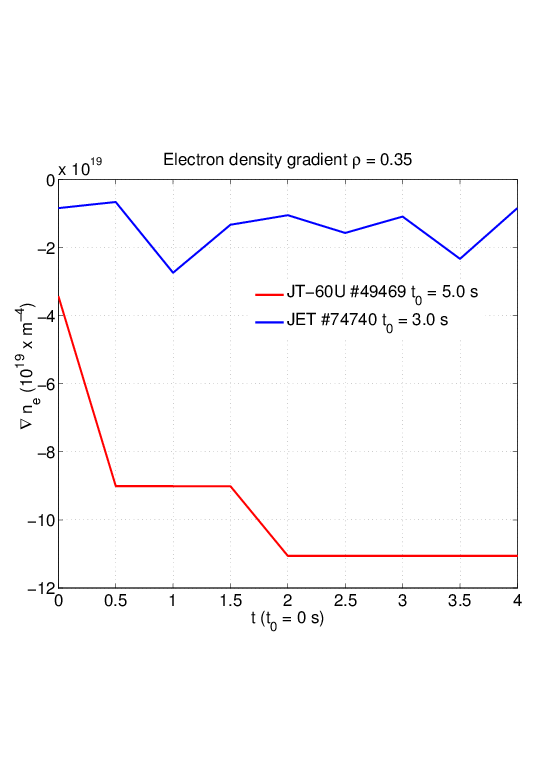 Electron density gradient ρ = 0.35
x 10^19
0
−2
−4
−6
−8
−10
−12
∇ n_e (10^19 x m^−4)
JT−60U #49469 t_0 = 5.0 s
JET #74740 t_0 = 3.0 s
0 0.5 1 1.5 2 2.5 3 3.5 4
t (t_0 = 0 s)